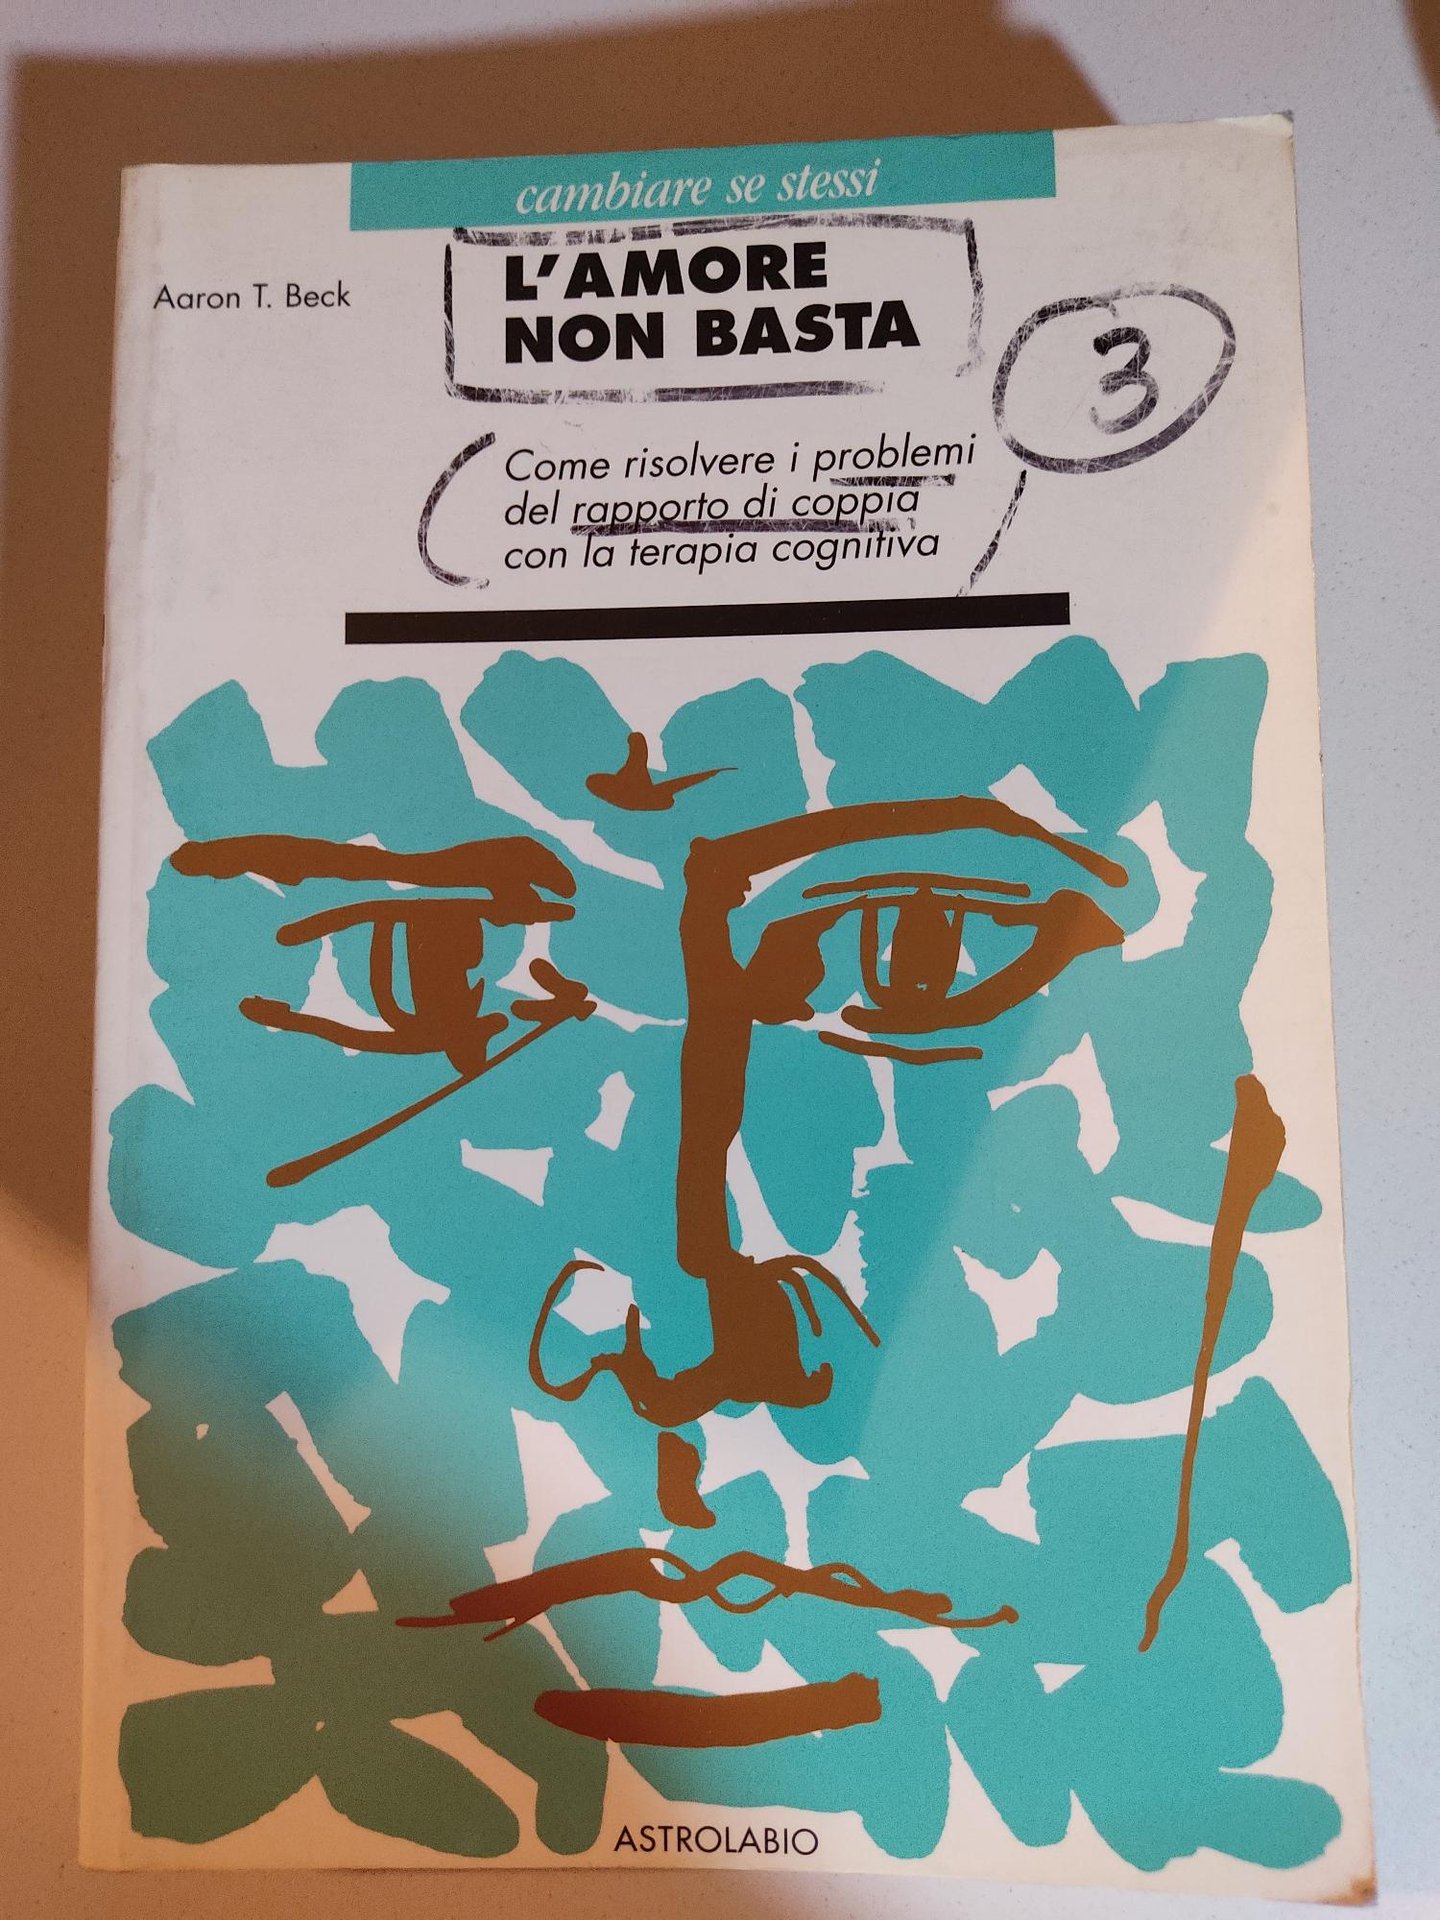 cambiare se stessi
Aaron T. Beck
L'AMORE
NON BASTA
3
Come risolvere i problemi
del rapporto di coppia
con la terapia cognitiva
ASTROLABIO